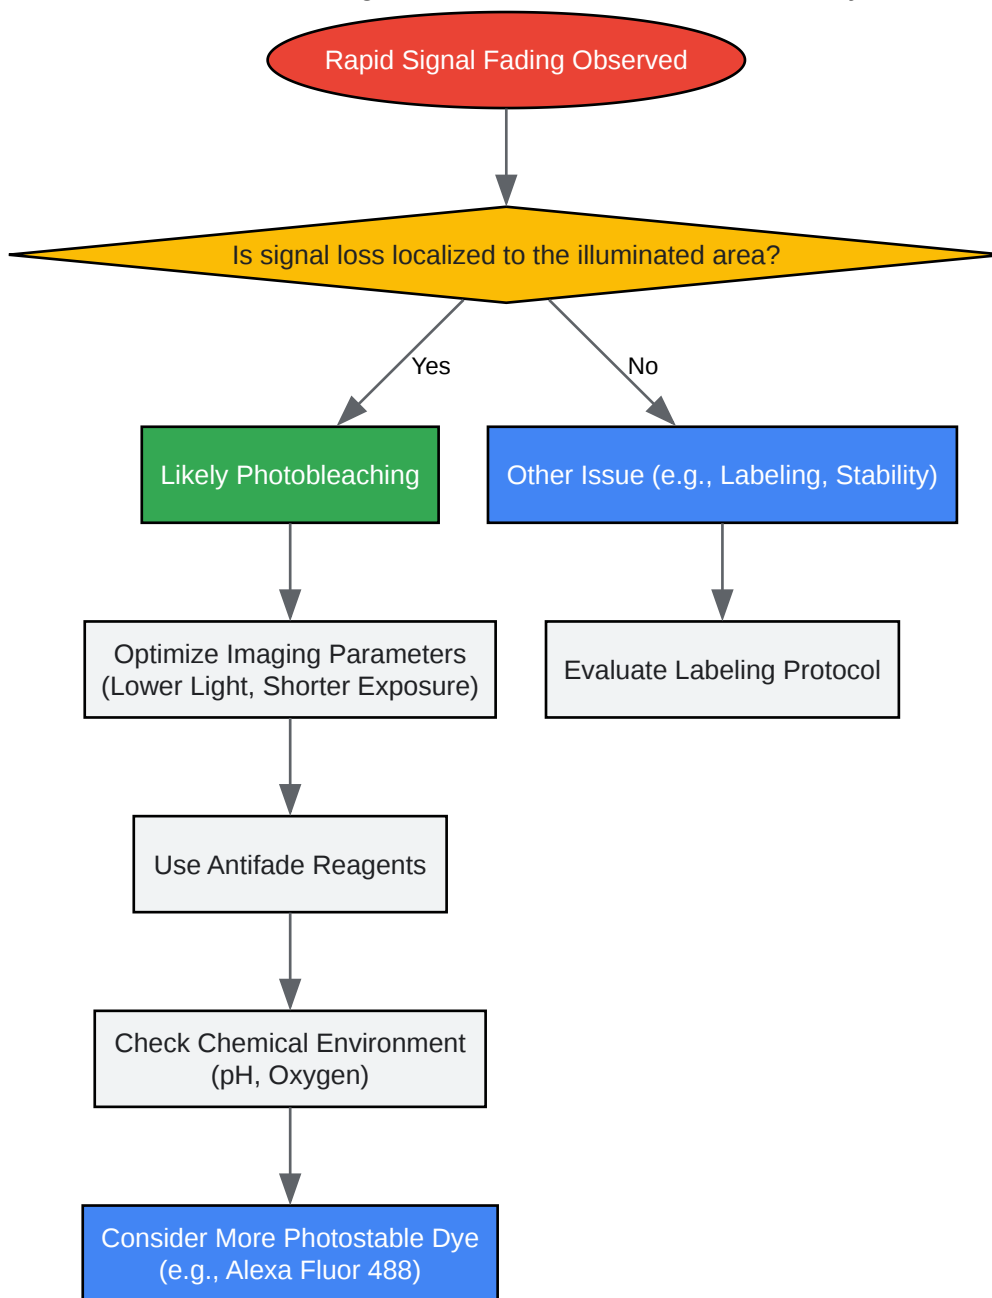 Rapid Signal Fading Observed
Is signal loss localized to the illuminated area?
Yes
No
Likely Photobleaching
Other Issue (e.g., Labeling, Stability)
Optimize Imaging Parameters
(Lower Light, Shorter Exposure)
Evaluate Labeling Protocol
Use Antifade Reagents
Check Chemical Environment
(pH, Oxygen)
Consider More Photostable Dye
(e.g., Alexa Fluor 488)